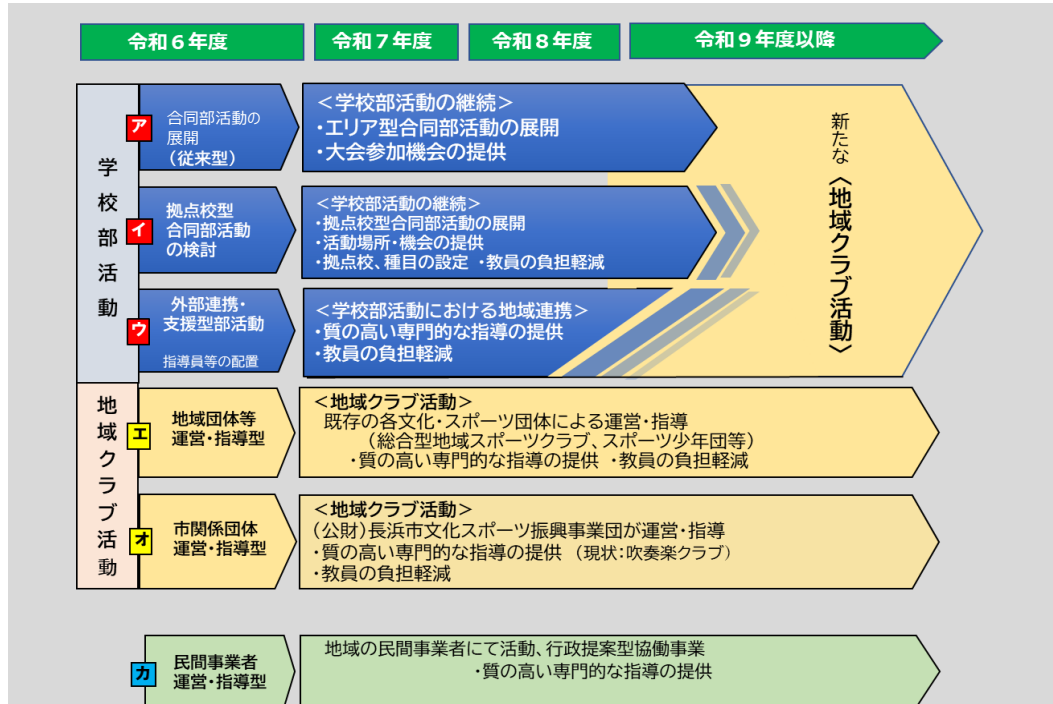 令和６年度
令和７年度
令和８年度
令和９年度以降
学校部活動
ア
合同部活動の
展開
（従来型）
＜学校部活動の継続＞
・エリア型合同部活動の展開
・大会参加機会の提供
イ
拠点校型
合同部活動
の検討
＜学校部活動の継続＞
・拠点校型合同部活動の展開
・活動場所・機会の提供
・拠点校、種目の設定 ・教員の負担軽減
ウ
外部連携・
支援型部活動
指導員等の配置
＜学校部活動における地域連携＞
・質の高い専門的な指導の提供
・教員の負担軽減
新たな〈地域クラブ活動〉
地域クラブ活動
エ
地域団体等
運営・指導型
＜地域クラブ活動＞
既存の各文化・スポーツ団体による運営・指導
（総合型地域スポーツクラブ、スポーツ少年団等）
・質の高い専門的な指導の提供 ・教員の負担軽減
オ
市関係団体
運営・指導型
＜地域クラブ活動＞
（公財）長浜市文化スポーツ振興事業団が運営・指導
・質の高い専門的な指導の提供 （現状：吹奏楽クラブ）
・教員の負担軽減
カ
民間事業者
運営・指導型
地域の民間事業者にて活動、行政提案型協働事業
・質の高い専門的な指導の提供